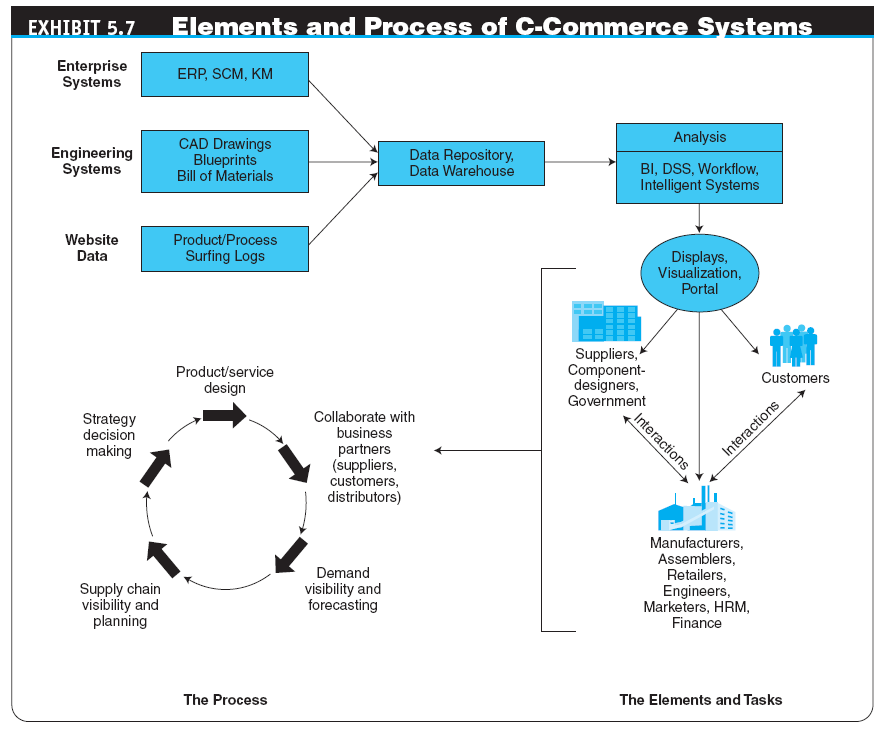 EXHIBIT 5.7 Elements and Process of C-Commerce Systems
Enterprise
Systems
ERP, SCM, KM
Engineering
Systems
CAD Drawings
Blueprints
Bill of Materials
Website
Data
Product/Process
Surfing Logs
Data Repository,
Data Warehouse
Analysis
BI, DSS, Workflow,
Intelligent Systems
Displays,
Visualization,
Portal
Suppliers,
Component-
designers,
Government
Customers
Interactions
Interactions
Manufacturers,
Assemblers,
Retailers,
Engineers,
Marketers, HRM,
Finance
Product/service
design
Collaborate with
business
partners
(suppliers,
customers,
distributors)
Demand
visibility and
forecasting
Supply chain
visibility and
planning
Strategy
decision
making
The Process
The Elements and Tasks